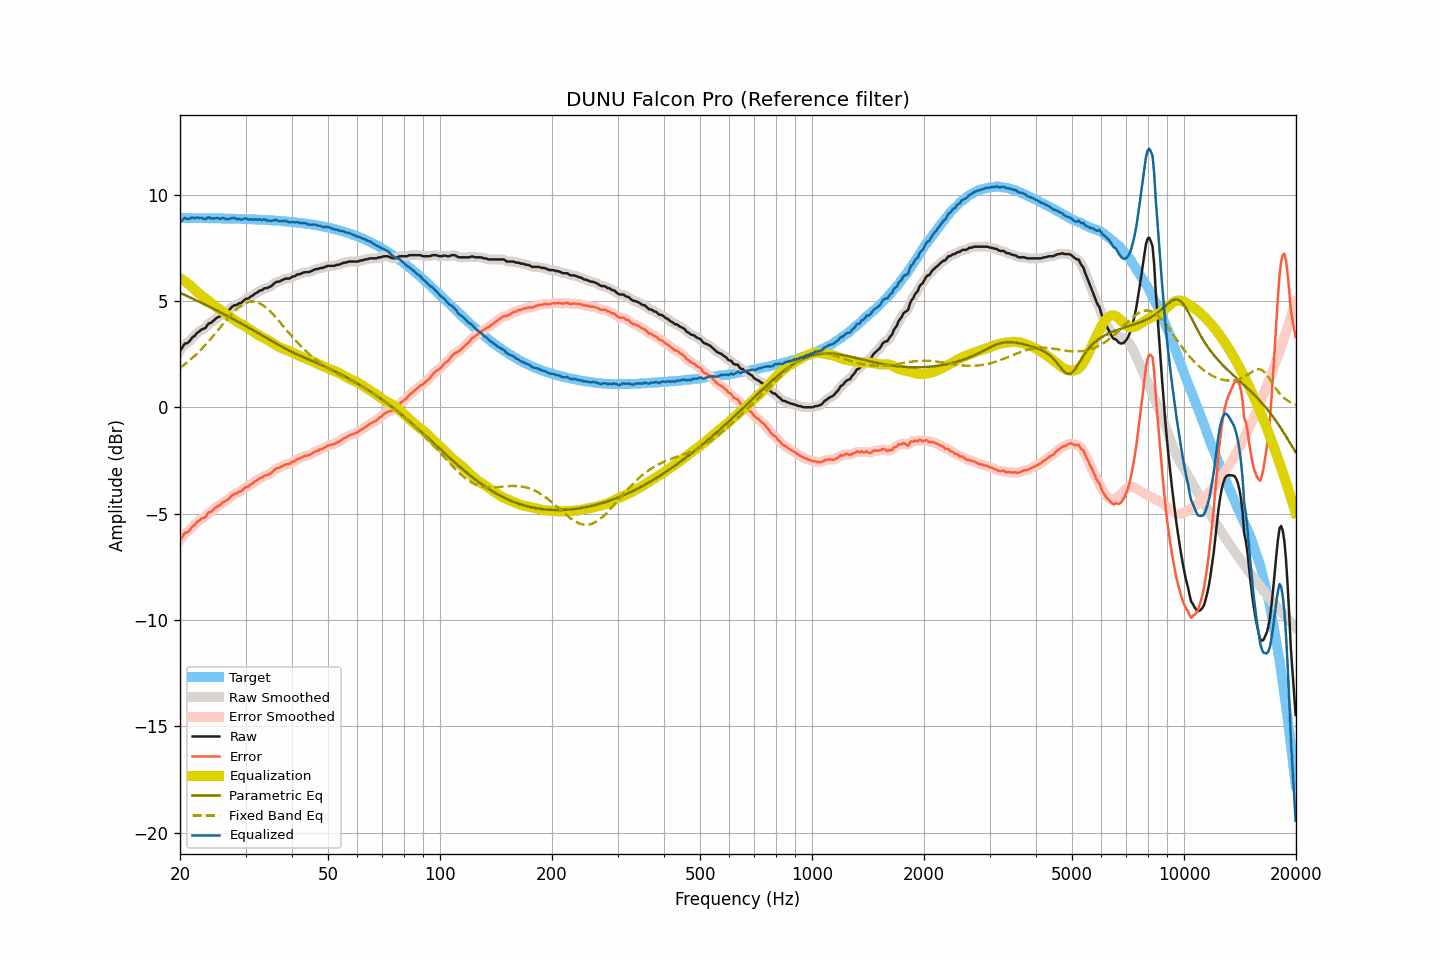 DUNU Falcon Pro (Reference filter)
Amplitude (dBr)
10
5
0
−5
−10
−15
−20
Target
Raw Smoothed
Error Smoothed
Raw
Error
Equalization
Parametric Eq
Fixed Band Eq
Equalized
20 50 100 200 500 1000 2000 5000 10000 20000
Frequency (Hz)